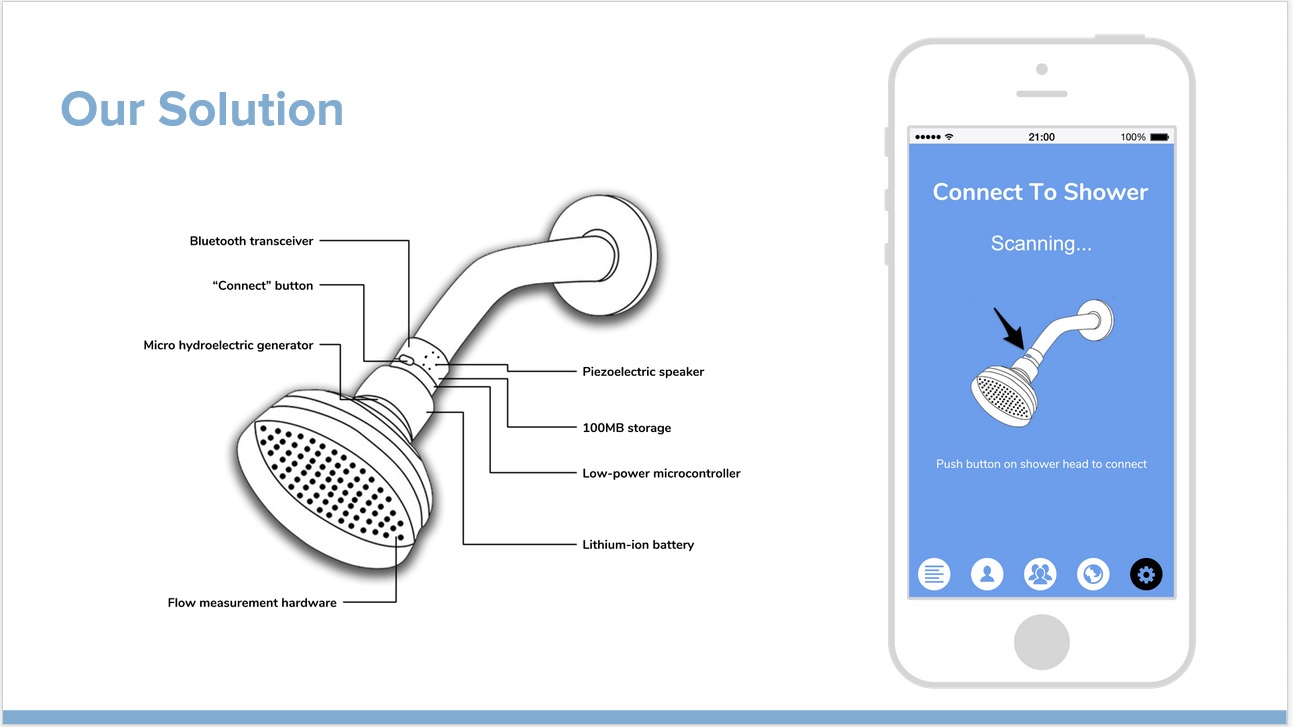 Our Solution
Bluetooth transceiver
“Connect” button
Micro hydroelectric generator
Flow measurement hardware
Piezoelectric speaker
100MB storage
Low-power microcontroller
Lithium-ion battery
21:00
100%
Connect To Shower
Scanning...
Push button on shower head to connect